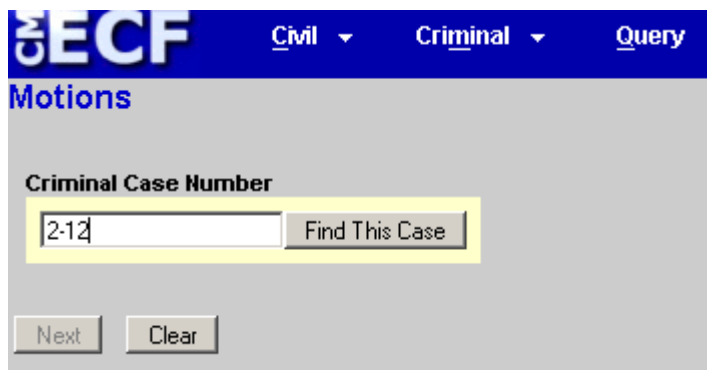 CM ECF Civil Criminal Query
Motions
Criminal Case Number
2-12 Find This Case
Next Clear